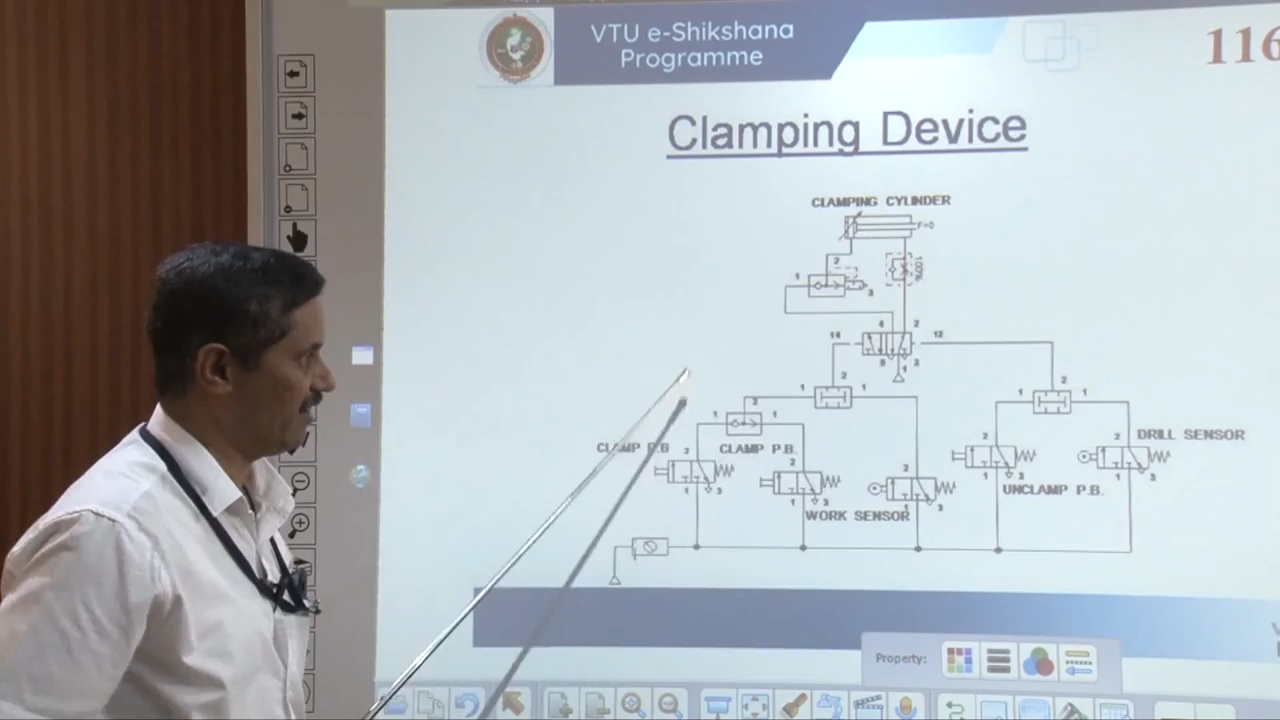 VTU e-Shikshana
Programme
116
Clamping Device
CLAMPING CYLINDER
F=0
100%
2
1
3
4 2
14 12
5 1 3
2
1 1
2
1 1
2
1 1
CLAMP P.B
CLAMP P.B.
DRILL SENSOR
2
1 3
2
1 3
2
1 3
2
1 3
2
1 3
UNCLAMP P.B.
WORK SENSOR
Property: